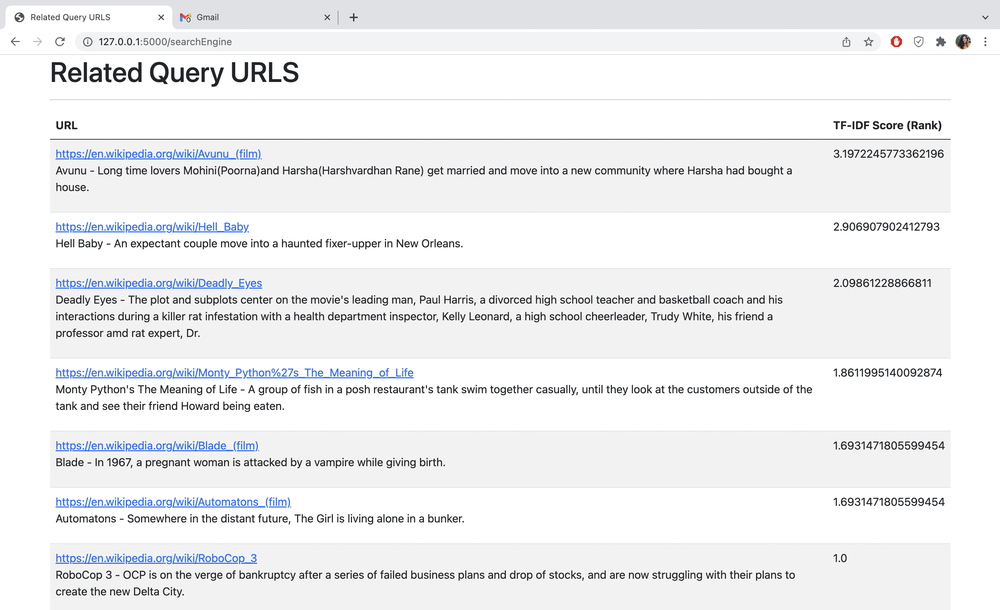 Related Query URLS
Gmail
127.0.0.1:5000/searchEngine
Related Query URLS
URL TF-IDF Score (Rank)
https://en.wikipedia.org/wiki/Avunu_(film) 3.1972245773362196
Avunu - Long time lovers Mohini(Poorna)and Harsha(Harshvardhan Rane) get married and move into a new community where Harsha had bought a
house.
https://en.wikipedia.org/wiki/Hell_Baby 2.906907902412793
Hell Baby - An expectant couple move into a haunted fixer-upper in New Orleans.
https://en.wikipedia.org/wiki/Deadly_Eyes 2.09861228866811
Deadly Eyes - The plot and subplots center on the movie's leading man, Paul Harris, a divorced high school teacher and basketball coach and his
interactions during a killer rat infestation with a health department inspector, Kelly Leonard, a high school cheerleader, Trudy White, his friend a
professor amd rat expert, Dr.
https://en.wikipedia.org/wiki/Monty_Python%27s_The_Meaning_of_Life 1.8611995140092874
Monty Python's The Meaning of Life - A group of fish in a posh restaurant's tank swim together casually, until they look at the customers outside of the
tank and see their friend Howard being eaten.
https://en.wikipedia.org/wiki/Blade_(film) 1.6931471805599454
Blade - In 1967, a pregnant woman is attacked by a vampire while giving birth.
https://en.wikipedia.org/wiki/Automatons_(film) 1.6931471805599454
Automatons - Somewhere in the distant future, The Girl is living alone in a bunker.
https://en.wikipedia.org/wiki/RoboCop_3 1.0
RoboCop 3 - OCP is on the verge of bankruptcy after a series of failed business plans and drop of stocks, and are now struggling with their plans to
create the new Delta City.